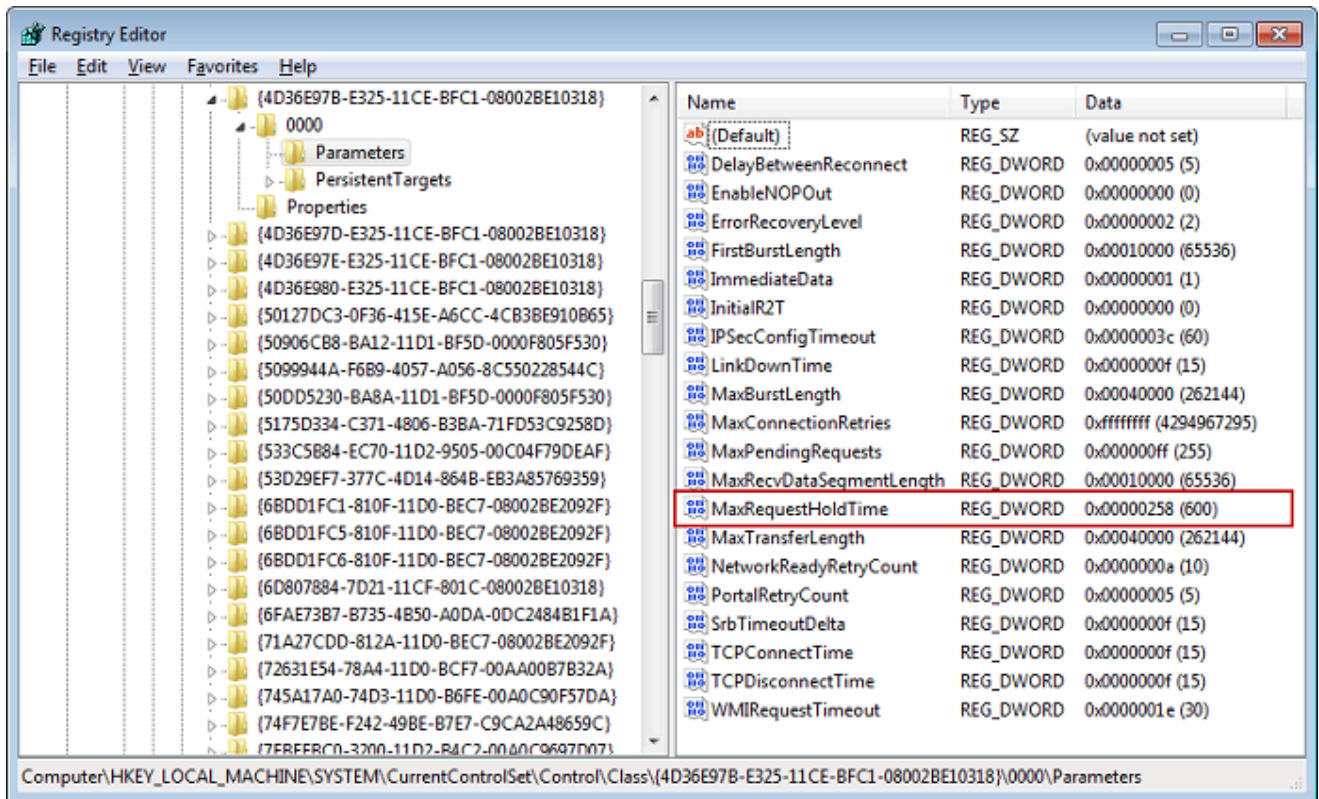 Registry Editor
File Edit View Favorites Help
{4D36E97B-E325-11CE-BFC1-08002BE10318}
0000
Parameters
PersistentTargets
Properties
{4D36E97D-E325-11CE-BFC1-08002BE10318}
{4D36E97E-E325-11CE-BFC1-08002BE10318}
{4D36E980-E325-11CE-BFC1-08002BE10318}
{50127DC3-0F36-415E-A6CC-4CB3BE910B65}
{50906CB8-BA12-11D1-BF5D-0000F805F530}
{5099944A-F6B9-4057-A056-8C550228544C}
{50DD5230-BA8A-11D1-BF5D-0000F805F530}
{5175D334-C371-4806-B3BA-71FD53C9258D}
{533C5B84-EC70-11D2-9505-00C04F79DEAF}
{53D29EF7-377C-4D14-864B-EB3A85769359}
{6BDD1FC1-810F-11D0-BEC7-08002BE2092F}
{6BDD1FC5-810F-11D0-BEC7-08002BE2092F}
{6BDD1FC6-810F-11D0-BEC7-08002BE2092F}
{6D807884-7D21-11CF-801C-08002BE10318}
{6FAE73B7-B735-4B50-A0DA-0DC2484B1F1A}
{71A27CDD-812A-11D0-BEC7-08002BE2092F}
{72631E54-78A4-11D0-BCF7-00AA00B7B32A}
{745A17A0-74D3-11D0-B6FE-00A0C90F57DA}
{74F7E7BE-F242-49BE-B7E7-C9CA2A48659C}
{7EBEFBC0-3200-11D2-B4C2-00A0C9697D07}
Name Type Data
(Default) REG_SZ (value not set)
DelayBetweenReconnect REG_DWORD 0x00000005 (5)
EnableNOPOut REG_DWORD 0x00000000 (0)
ErrorRecoveryLevel REG_DWORD 0x00000002 (2)
FirstBurstLength REG_DWORD 0x00010000 (65536)
ImmediateData REG_DWORD 0x00000001 (1)
InitialR2T REG_DWORD 0x00000000 (0)
IPSecConfigTimeout REG_DWORD 0x0000003c (60)
LinkDownTime REG_DWORD 0x0000000f (15)
MaxBurstLength REG_DWORD 0x00040000 (262144)
MaxConnectionRetries REG_DWORD 0xffffffff (4294967295)
MaxPendingRequests REG_DWORD 0x000000ff (255)
MaxRecvDataSegmentLength REG_DWORD 0x00010000 (65536)
MaxRequestHoldTime REG_DWORD 0x00000258 (600)
MaxTransferLength REG_DWORD 0x00040000 (262144)
NetworkReadyRetryCount REG_DWORD 0x0000000a (10)
PortalRetryCount REG_DWORD 0x00000005 (5)
SrbTimeoutDelta REG_DWORD 0x0000000f (15)
TCPConnectTime REG_DWORD 0x0000000f (15)
TCPDisconnectTime REG_DWORD 0x0000000f (15)
WMIRequestTimeout REG_DWORD 0x0000001e (30)
Computer\HKEY_LOCAL_MACHINE\SYSTEM\CurrentControlSet\Control\Class\{4D36E97B-E325-11CE-BFC1-08002BE10318}\0000\Parameters